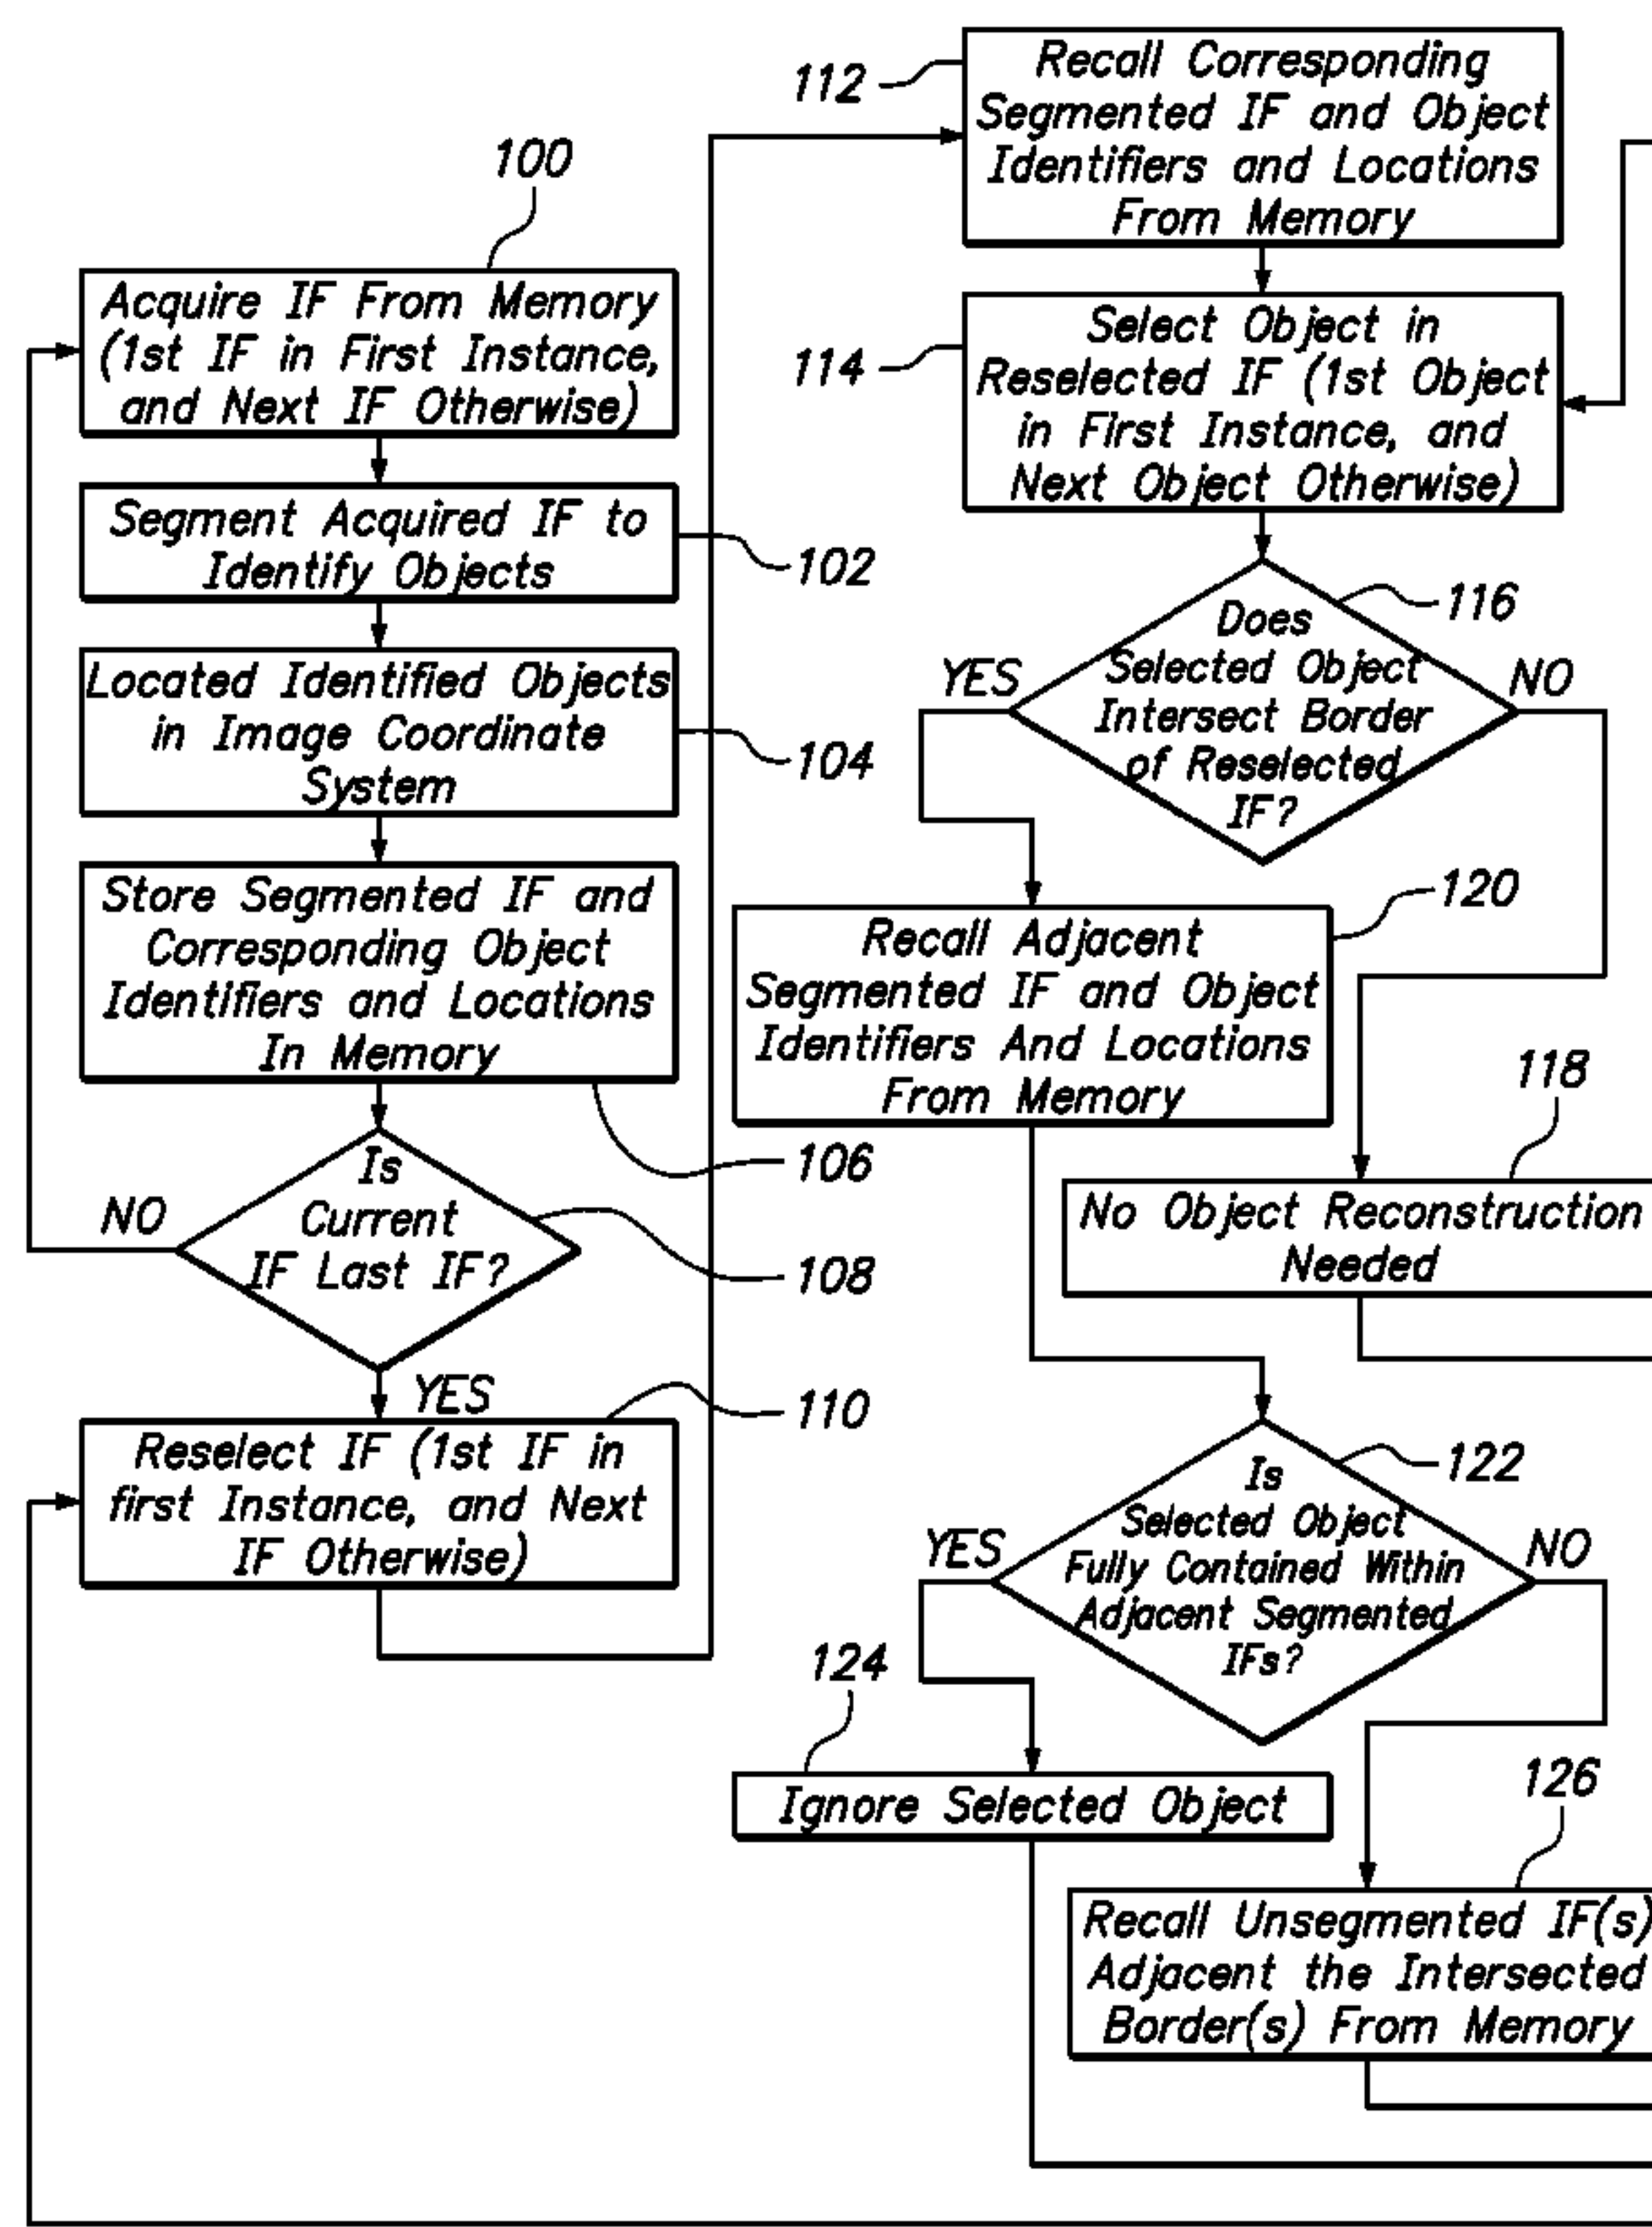 100
Acquire IF From Memory
(1st IF in First Instance,
and Next IF Otherwise)
Segment Acquired IF to
Identify Objects
102
Located Identified Objects
in Image Coordinate
System
104
Store Segmented IF and
Corresponding Object
Identifiers and Locations
In Memory
106
Is
Current
IF Last IF?
108
NO
YES
Reselect IF (1st IF in
first Instance, and Next
IF Otherwise)
110
112
Recall Corresponding
Segmented IF and Object
Identifiers and Locations
From Memory
114
Select Object in
Reselected IF (1st Object
in First Instance, and
Next Object Otherwise)
116
Does
Selected Object
Intersect Border
of Reselected
IF?
YES
NO
120
Recall Adjacent
Segmented IF and Object
Identifiers And Locations
From Memory
118
No Object Reconstruction
Needed
122
Is
Selected Object
Fully Contained Within
Adjacent Segmented
IFs?
YES
NO
124
Ignore Selected Object
126
Recall Unsegmented IF(s)
Adjacent the Intersected
Border(s) From Memory